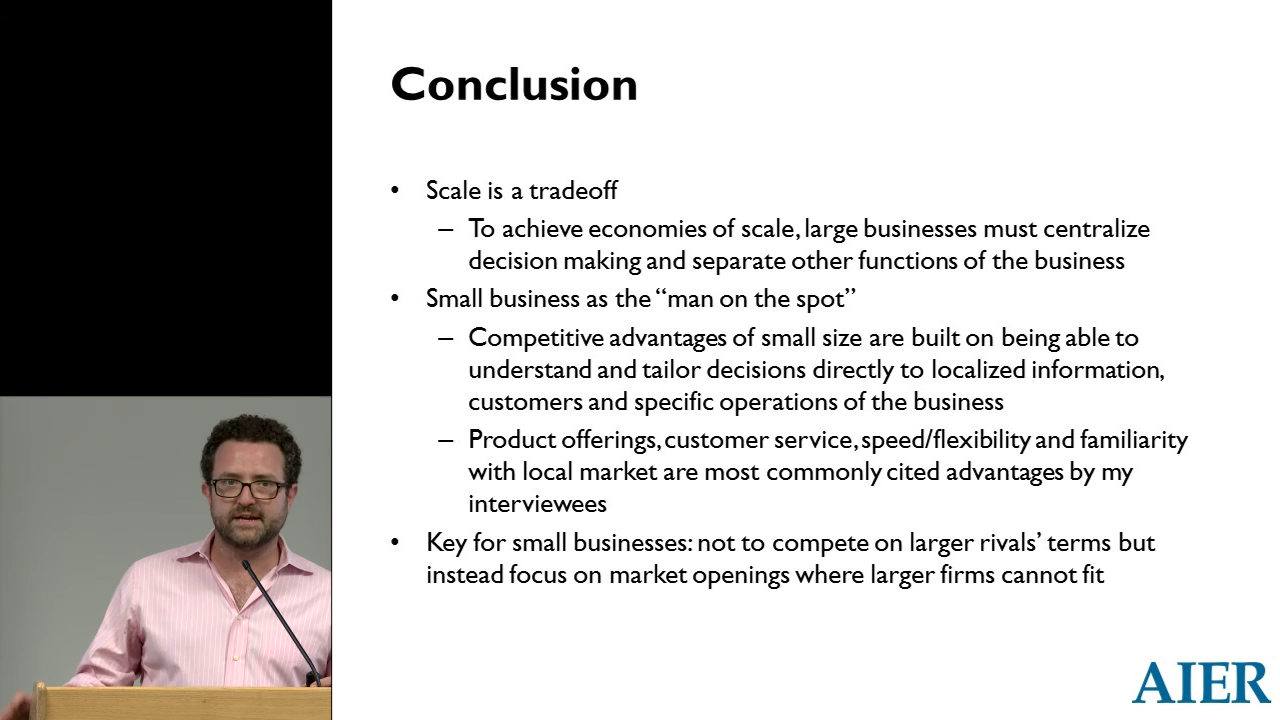 Conclusion
• Scale is a tradeoff
– To achieve economies of scale, large businesses must centralize
decision making and separate other functions of the business
• Small business as the “man on the spot”
– Competitive advantages of small size are built on being able to
understand and tailor decisions directly to localized information,
customers and specific operations of the business
– Product offerings, customer service, speed/flexibility and familiarity
with local market are most commonly cited advantages by my
interviewees
• Key for small businesses: not to compete on larger rivals’ terms but
instead focus on market openings where larger firms cannot fit
AIER